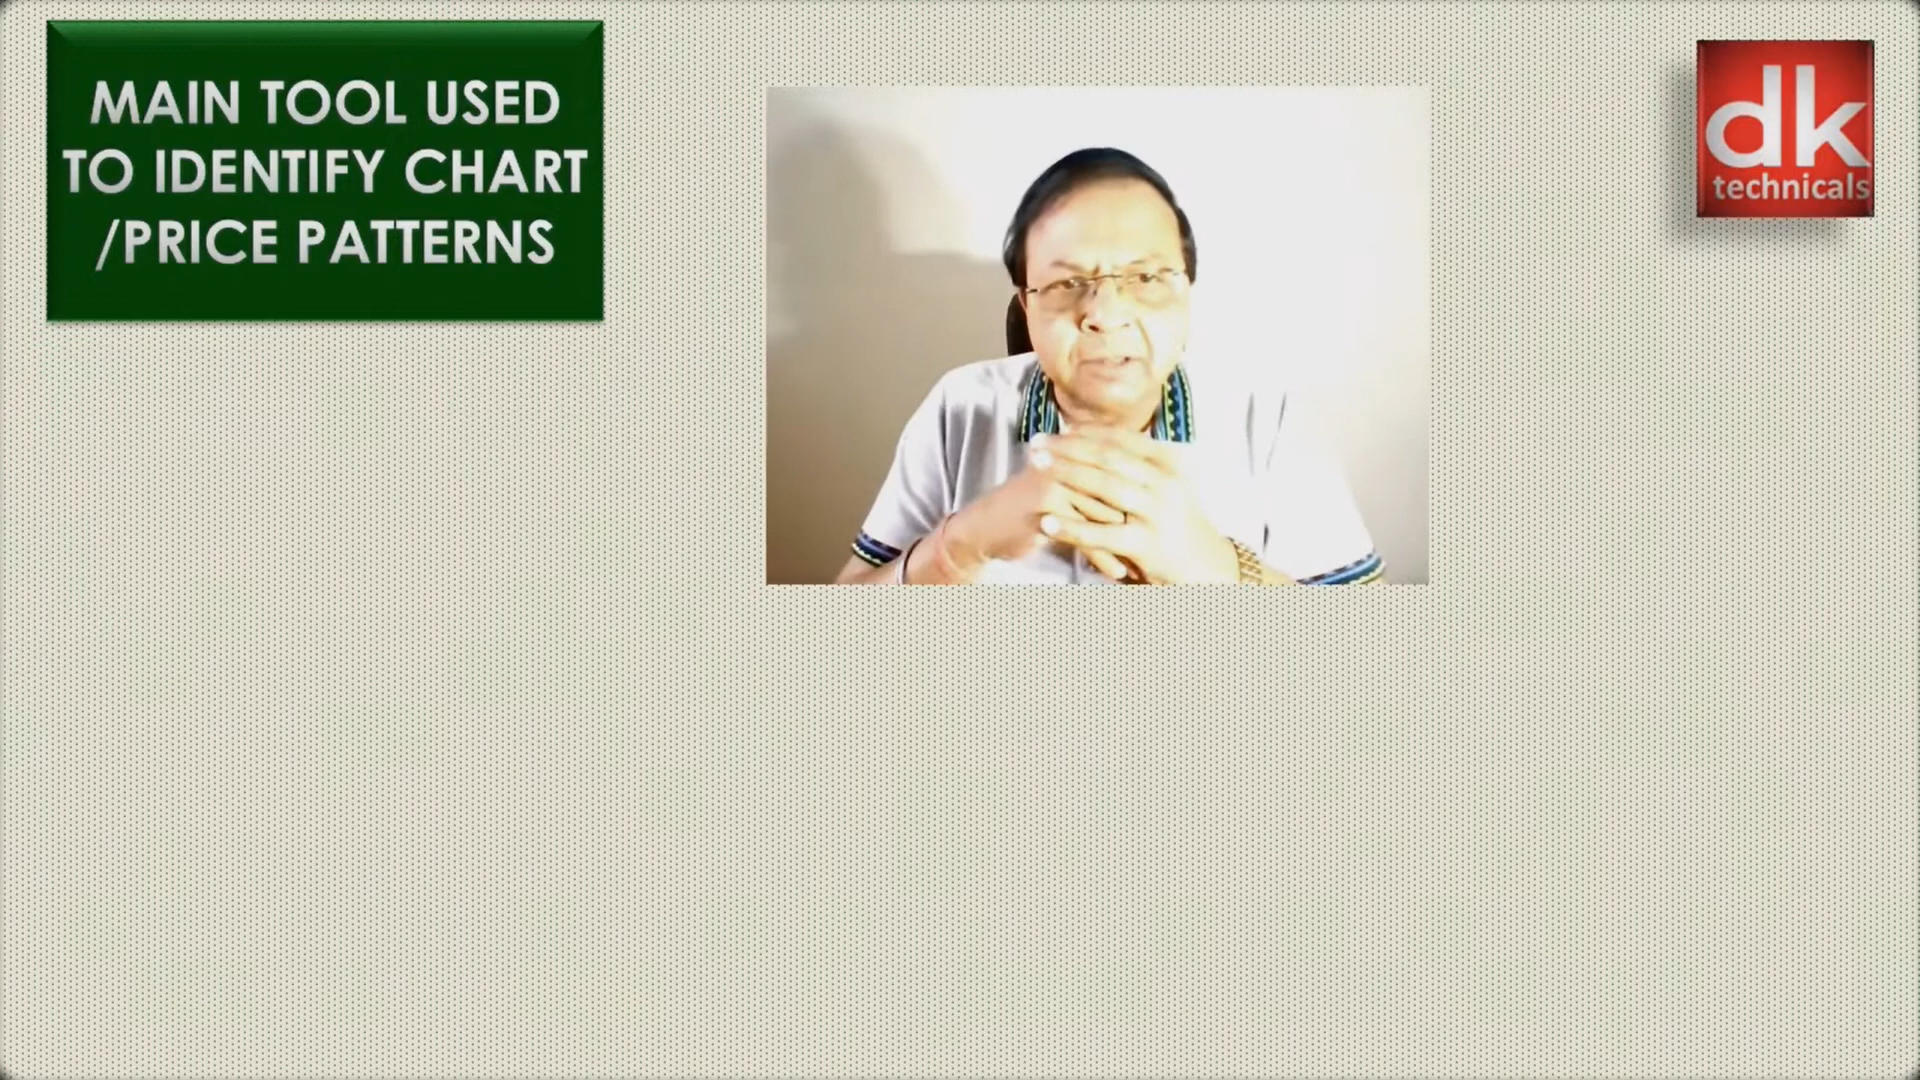 MAIN TOOL USED
TO IDENTIFY CHART
/PRICE PATTERNS
dk
technicals